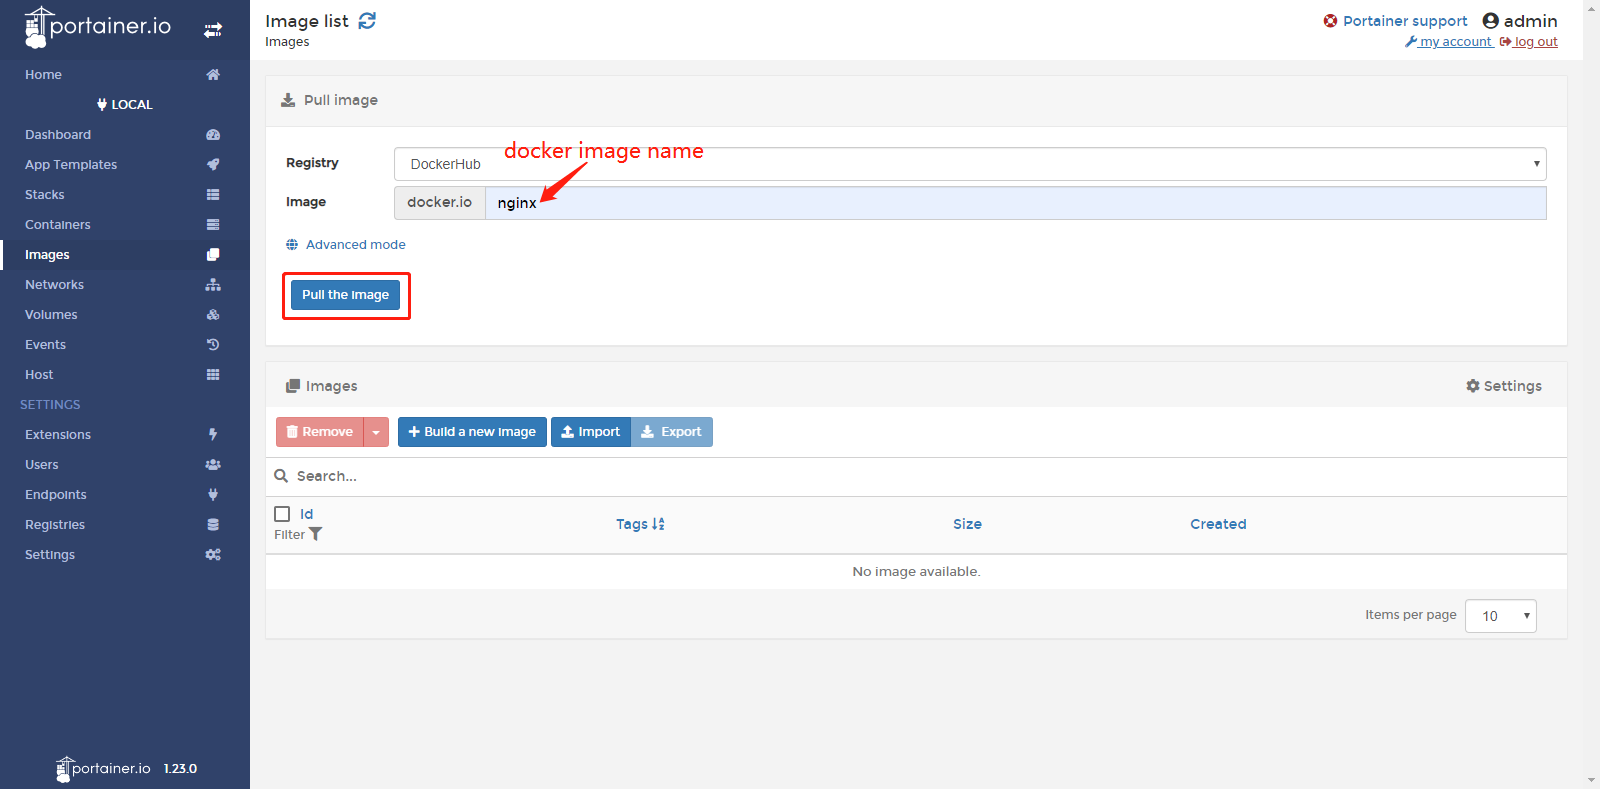 portainer.io
Home
LOCAL
Dashboard
App Templates
Stacks
Containers
Images
Networks
Volumes
Events
Host
SETTINGS
Extensions
Users
Endpoints
Registries
Settings
portainer.io 1.23.0
Image list
Images
Portainer support admin
my account log out
Pull image
docker image name
Registry DockerHub
Image docker.io nginx
Advanced mode
Pull the image
Images Settings
Remove Build a new image Import Export
Search...
Id Tags Size Created
Filter
No image available.
Items per page 10